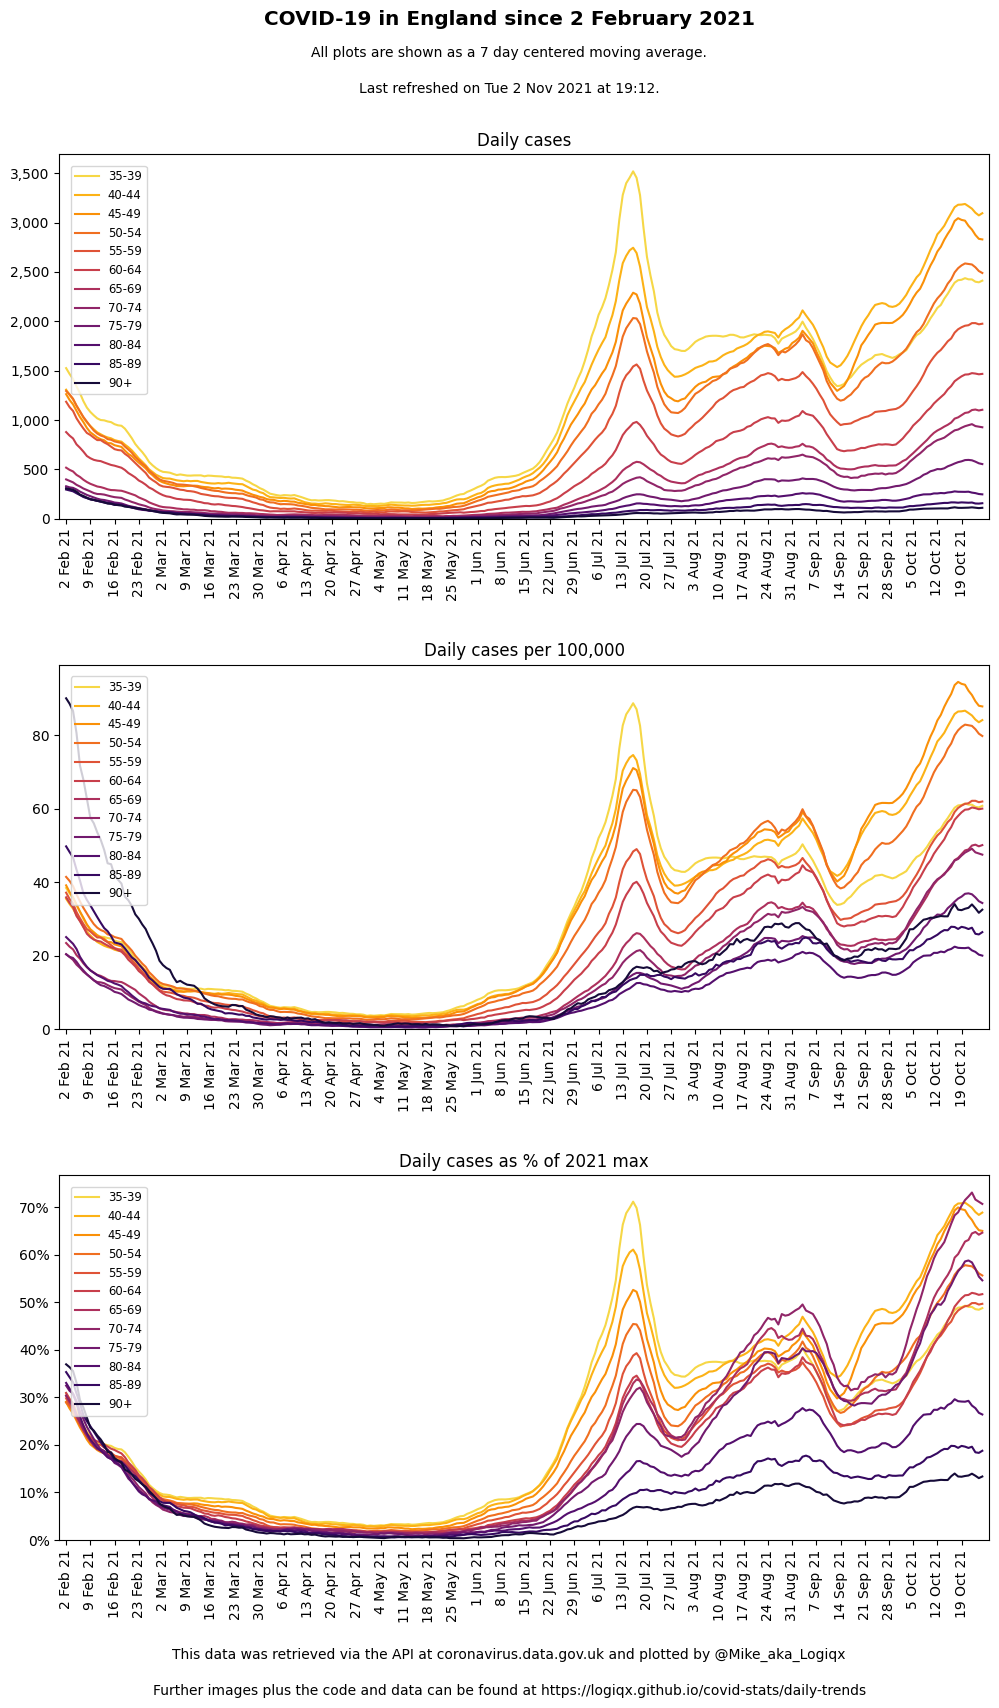 COVID-19 in England since 2 February 2021
All plots are shown as a 7 day centered moving average.
Last refreshed on Tue 2 Nov 2021 at 19:12.
Daily cases
3,500
3,000
2,500
2,000
1,500
1,000
500
0
35-39
40-44
45-49
50-54
55-59
60-64
65-69
70-74
75-79
80-84
85-89
90+
2 Feb 21
9 Feb 21
16 Feb 21
23 Feb 21
2 Mar 21
9 Mar 21
16 Mar 21
23 Mar 21
30 Mar 21
6 Apr 21
13 Apr 21
20 Apr 21
27 Apr 21
4 May 21
11 May 21
18 May 21
25 May 21
1 Jun 21
8 Jun 21
15 Jun 21
22 Jun 21
29 Jun 21
6 Jul 21
13 Jul 21
20 Jul 21
27 Jul 21
3 Aug 21
10 Aug 21
17 Aug 21
24 Aug 21
31 Aug 21
7 Sep 21
14 Sep 21
21 Sep 21
28 Sep 21
5 Oct 21
12 Oct 21
19 Oct 21
Daily cases per 100,000
80
60
40
20
0
35-39
40-44
45-49
50-54
55-59
60-64
65-69
70-74
75-79
80-84
85-89
90+
2 Feb 21
9 Feb 21
16 Feb 21
23 Feb 21
2 Mar 21
9 Mar 21
16 Mar 21
23 Mar 21
30 Mar 21
6 Apr 21
13 Apr 21
20 Apr 21
27 Apr 21
4 May 21
11 May 21
18 May 21
25 May 21
1 Jun 21
8 Jun 21
15 Jun 21
22 Jun 21
29 Jun 21
6 Jul 21
13 Jul 21
20 Jul 21
27 Jul 21
3 Aug 21
10 Aug 21
17 Aug 21
24 Aug 21
31 Aug 21
7 Sep 21
14 Sep 21
21 Sep 21
28 Sep 21
5 Oct 21
12 Oct 21
19 Oct 21
Daily cases as % of 2021 max
70%
60%
50%
40%
30%
20%
10%
0%
35-39
40-44
45-49
50-54
55-59
60-64
65-69
70-74
75-79
80-84
85-89
90+
2 Feb 21
9 Feb 21
16 Feb 21
23 Feb 21
2 Mar 21
9 Mar 21
16 Mar 21
23 Mar 21
30 Mar 21
6 Apr 21
13 Apr 21
20 Apr 21
27 Apr 21
4 May 21
11 May 21
18 May 21
25 May 21
1 Jun 21
8 Jun 21
15 Jun 21
22 Jun 21
29 Jun 21
6 Jul 21
13 Jul 21
20 Jul 21
27 Jul 21
3 Aug 21
10 Aug 21
17 Aug 21
24 Aug 21
31 Aug 21
7 Sep 21
14 Sep 21
21 Sep 21
28 Sep 21
5 Oct 21
12 Oct 21
19 Oct 21
This data was retrieved via the API at coronavirus.data.gov.uk and plotted by @Mike_aka_Logiqx
Further images plus the code and data can be found at https://logiqx.github.io/covid-stats/daily-trends